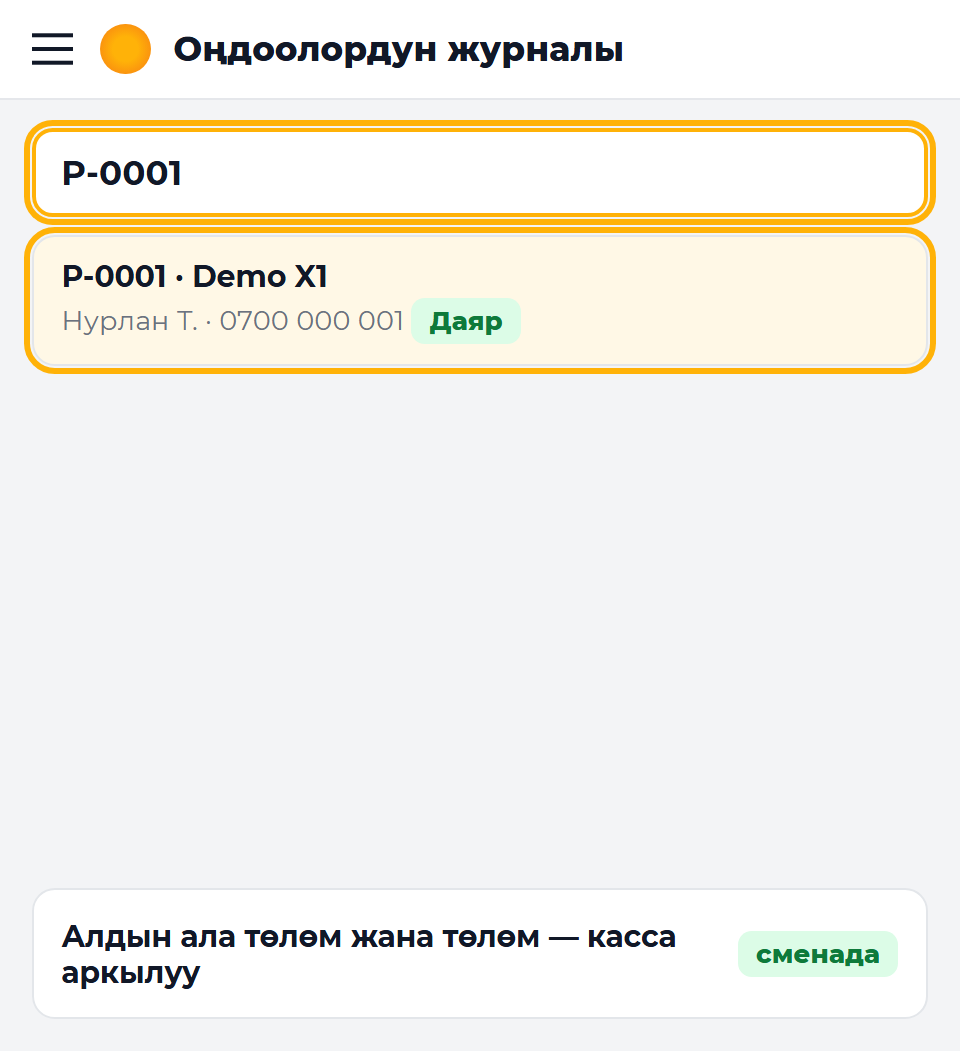 Оңдоолордун журналы
P-0001
P-0001 · Demo X1
Нурлан Т. · 0700 000 001 Даяр
Алдын ала төлөм жана төлөм — касса
аркылуу
сменада